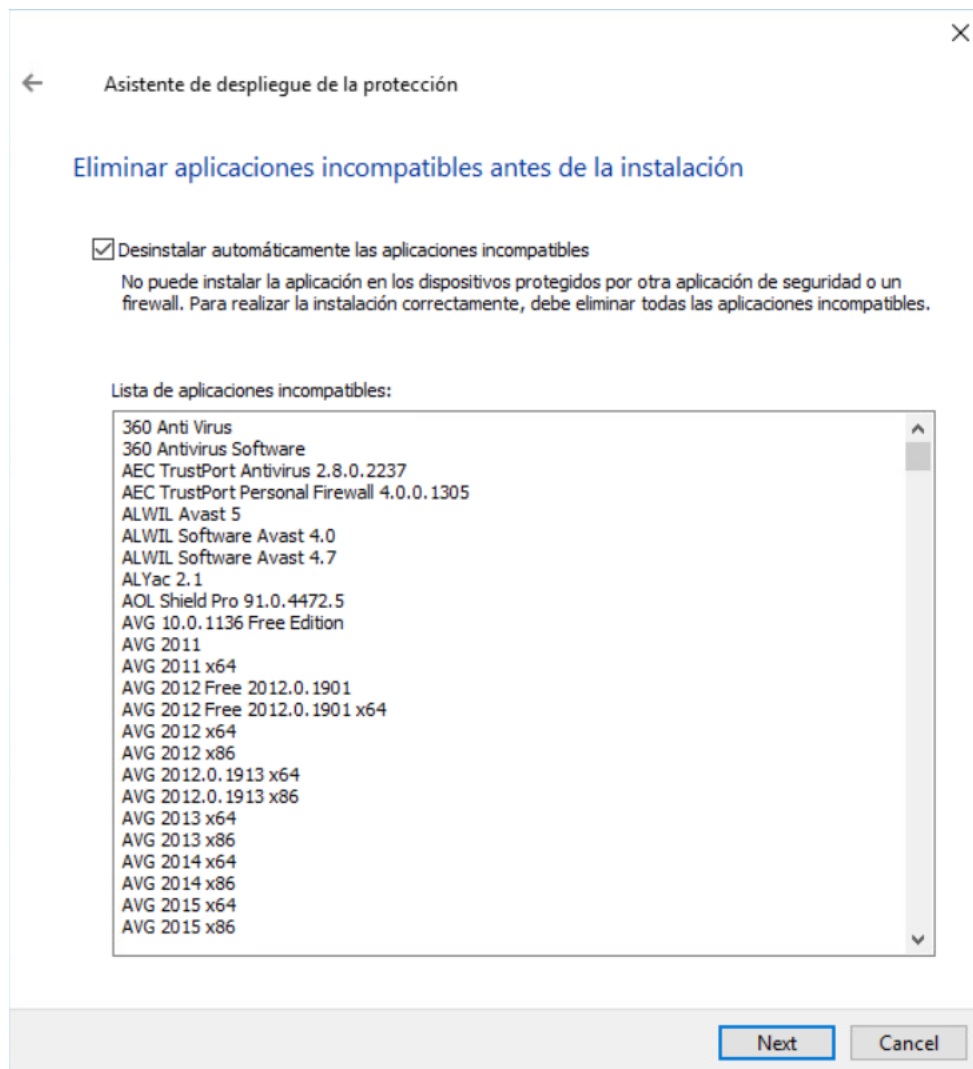 Asistente de despliegue de la protección
Eliminar aplicaciones incompatibles antes de la instalación
Desinstalar automáticamente las aplicaciones incompatibles
No puede instalar la aplicación en los dispositivos protegidos por otra aplicación de seguridad o un
firewall. Para realizar la instalación correctamente, debe eliminar todas las aplicaciones incompatibles.
Lista de aplicaciones incompatibles:
360 Anti Virus
360 Antivirus Software
AEC TrustPort Antivirus 2.8.0.2237
AEC TrustPort Personal Firewall 4.0.0.1305
ALWIL Avast 5
ALWIL Software Avast 4.0
ALWIL Software Avast 4.7
ALYac 2.1
AOL Shield Pro 91.0.4472.5
AVG 10.0.1136 Free Edition
AVG 2011
AVG 2011 x64
AVG 2012 Free 2012.0.1901
AVG 2012 Free 2012.0.1901 x64
AVG 2012 x64
AVG 2012 x86
AVG 2012.0.1913 x64
AVG 2012.0.1913 x86
AVG 2013 x64
AVG 2013 x86
AVG 2014 x64
AVG 2014 x86
AVG 2015 x64
AVG 2015 x86
Next
Cancel